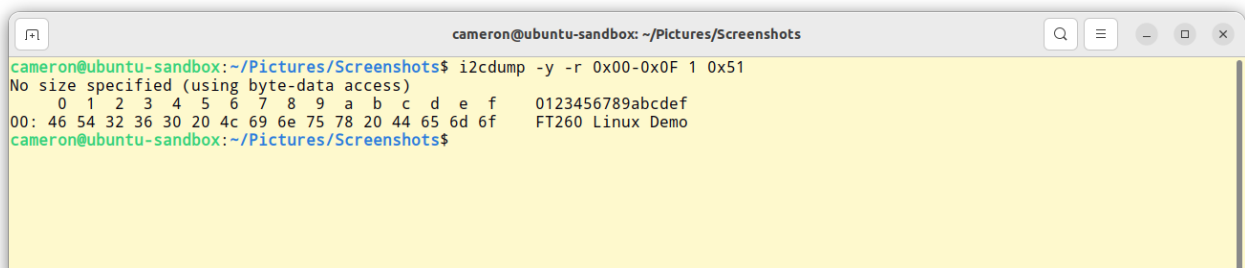 cameron@ubuntu-sandbox: ~/Pictures/Screenshots
cameron@ubuntu-sandbox:~/Pictures/Screenshots$ i2cdump -y -r 0x00-0x0F 1 0x51
No size specified (using byte-data access)
     0  1  2  3  4  5  6  7  8  9  a  b  c  d  e  f    0123456789abcdef
00: 46 54 32 36 30 20 4c 69 6e 75 78 20 44 65 6d 6f    FT260 Linux Demo
cameron@ubuntu-sandbox:~/Pictures/Screenshots$